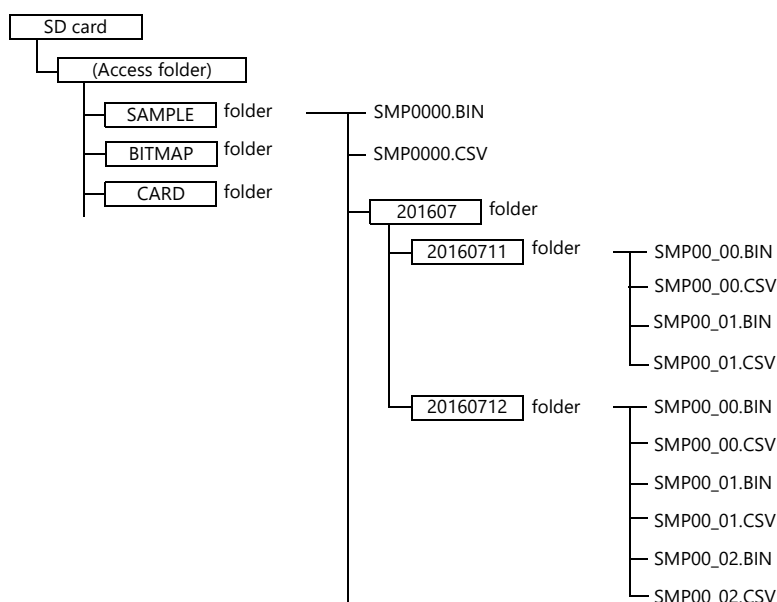 SD card
(Access folder)
SAMPLE folder SMP0000.BIN
BITMAP folder SMP0000.CSV
CARD folder
201607 folder
20160711 folder SMP00_00.BIN
SMP00_00.CSV
SMP00_01.BIN
SMP00_01.CSV
20160712 folder SMP00_00.BIN
SMP00_00.CSV
SMP00_01.BIN
SMP00_01.CSV
SMP00_02.BIN
SMP00_02.CSV